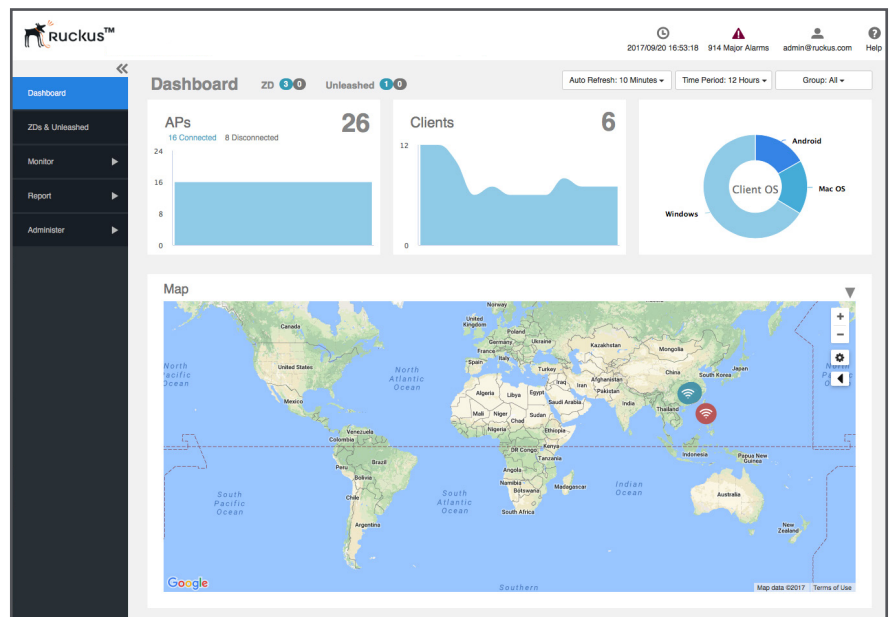 RUCKUS™
2017/09/20 16:53:18
914 Major Alarms
admin@ruckus.com
Help
Dashboard
ZDs & Unleashed
Monitor
Report
Administer
Dashboard
ZD 3 0
Unleashed 1 0
Auto Refresh: 10 Minutes
Time Period: 12 Hours
Group: All
APs
26
16 Connected 8 Disconnected
24
16
8
0
Clients
6
12
0
Client OS
Android
Mac OS
Windows
Map
Norway
Canada
United
Kingdom
Poland
Germany
Ukraine
Kazakhstan
Mongolia
France
Italy
Spain
Turkey
North
Pacific
Ocean
United States
North
Atlantic
Ocean
China
South Korea
Japan
Iraq
Iran
Afghanistan
Pakistan
Algeria
Libya
Egypt
Saudi Arabia
India
Thailand
Mexico
Mali
Niger
Chad
Sudan
Nigeria
Ethiopia
Venezuela
Colombia
DR Congo
Kenya
Tanzania
Indonesia
Papua New
Guinea
Brazil
Peru
Bolivia
Angola
Namibia
Botswana
Madagascar
Indian
Ocean
Australia
South
Pacific
Ocean
Chile
South
Atlantic
Ocean
South Africa
Argentina
New
Zealand
Google
Southern
Map data ©2017
Terms of Use